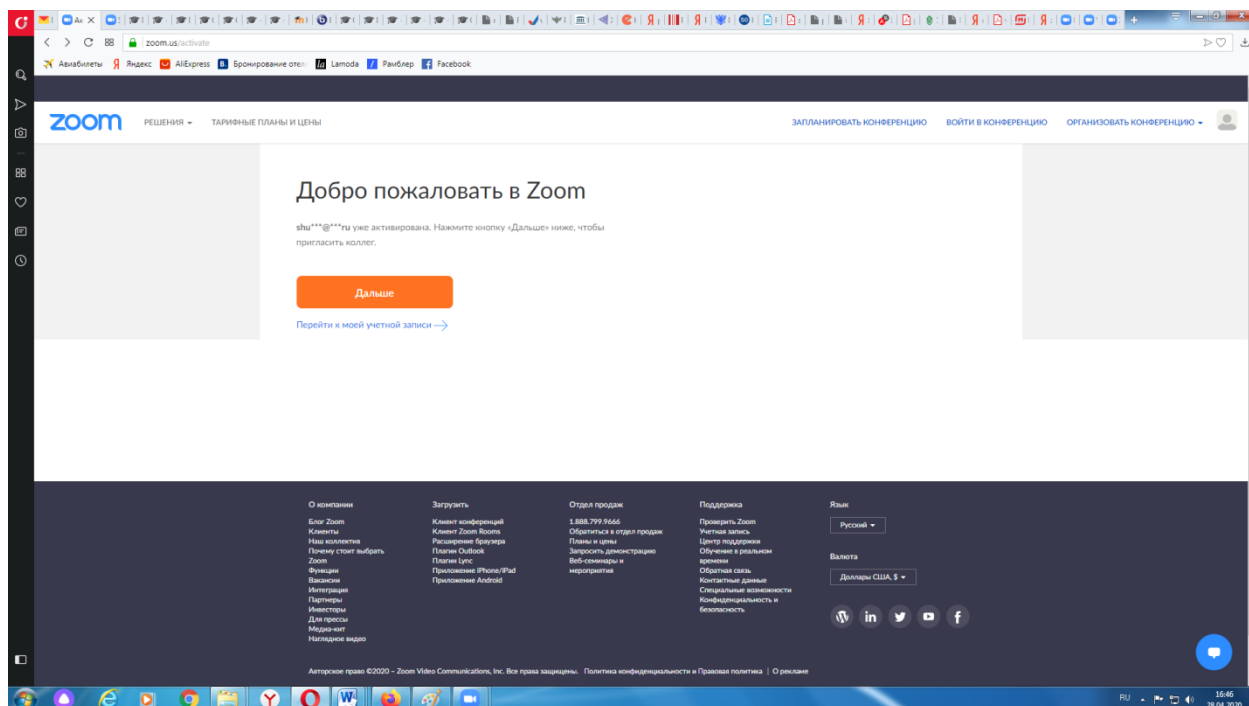 zoom.us/activate
Авиабилеты Яндекс AliExpress Бронирование отел Lamoda Рамблер Facebook
zoom РЕШЕНИЯ ТАРИФНЫЕ ПЛАНЫ И ЦЕНЫ ЗАПЛАНИРОВАТЬ КОНФЕРЕНЦИЮ ВОЙТИ В КОНФЕРЕНЦИЮ ОРГАНИЗОВАТЬ КОНФЕРЕНЦИЮ
Добро пожаловать в Zoom
shu***@***ru уже активирована. Нажмите кнопку «Дальше» ниже, чтобы
пригласить коллег.
Дальше
Перейти к моей учетной записи
О компании
Блог Zoom
Клиенты
Наш коллектив
Почему стоит выбрать
Zoom
Функции
Вакансии
Интеграция
Партнеры
Инвесторы
Для прессы
Медиа-кит
Наглядное видео
Загрузить
Клиент конференций
Клиент Zoom Rooms
Расширение браузера
Плагин Outlook
Плагин Lync
Приложение iPhone/iPad
Приложение Android
Отдел продаж
1.888.799.9666
Обратиться в отдел продаж
Планы и цены
Запросить демонстрацию
Веб-семинары и
мероприятия
Поддержка
Проверить Zoom
Учетная запись
Центр поддержки
Обучение в реальном
времени
Обратная связь
Контактные данные
Специальные возможности
Конфиденциальность и
безопасность
Язык
Русский
Валюта
Доллары США, $
Авторское право ©2020 – Zoom Video Communications, Inc. Все права защищены. Политика конфиденциальности и Правовая политика | О рекламе
RU
16:46
28.04.2020